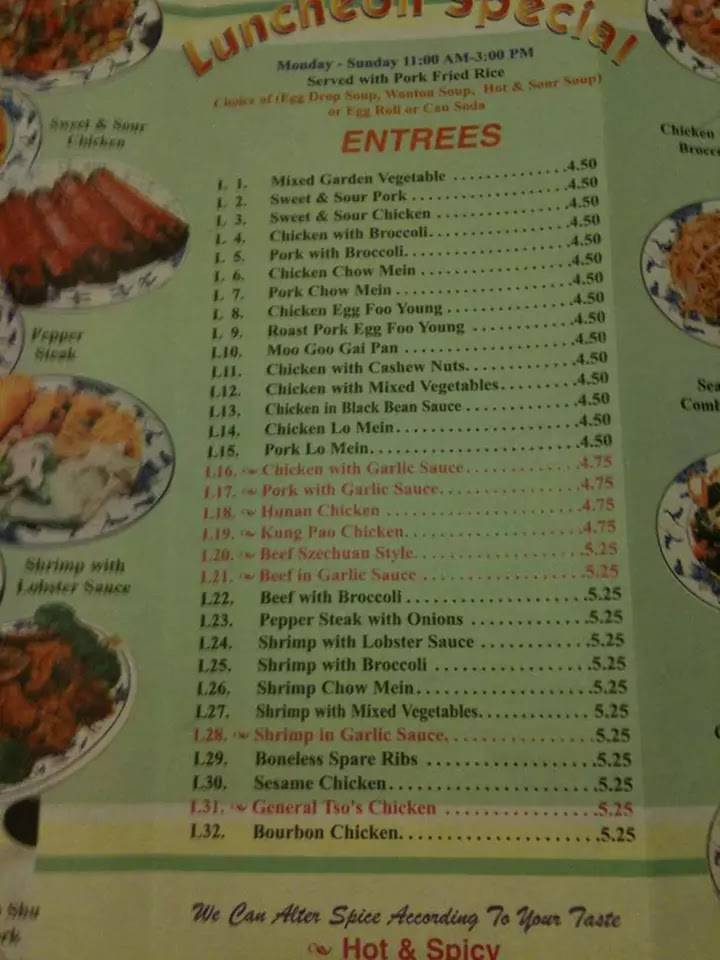 Luncheon Special
Monday - Sunday 11:00 AM-3:00 PM
Served with Pork Fried Rice
Choice of (Egg Drop Soup, Wonton Soup, Hot & Sour Soup)
or Egg Roll or Can Soda
ENTREES
L 1. Mixed Garden Vegetable 4.50
L 2. Sweet & Sour Pork 4.50
L 3. Sweet & Sour Chicken 4.50
L 4. Chicken with Broccoli 4.50
L 5. Pork with Broccoli 4.50
L 6. Chicken Chow Mein 4.50
L 7. Pork Chow Mein 4.50
L 8. Chicken Egg Foo Young 4.50
L 9. Roast Pork Egg Foo Young 4.50
L10. Moo Goo Gai Pan 4.50
L11. Chicken with Cashew Nuts 4.50
L12. Chicken with Mixed Vegetables 4.50
L13. Chicken in Black Bean Sauce 4.50
L14. Chicken Lo Mein 4.50
L15. Pork Lo Mein 4.50
L16. Chicken with Garlic Sauce 4.75
L17. Pork with Garlic Sauce 4.75
L18. Hunan Chicken 4.75
L19. Kung Pao Chicken 4.75
L20. Beef Szechuan Style 5.25
L21. Beef in Garlic Sauce 5.25
L22. Beef with Broccoli 5.25
L23. Pepper Steak with Onions 5.25
L24. Shrimp with Lobster Sauce 5.25
L25. Shrimp with Broccoli 5.25
L26. Shrimp Chow Mein 5.25
L27. Shrimp with Mixed Vegetables 5.25
L28. Shrimp in Garlic Sauce 5.25
L29. Boneless Spare Ribs 5.25
L30. Sesame Chicken 5.25
L31. General Tso's Chicken 5.25
L32. Bourbon Chicken 5.25
We Can Alter Spice According To Your Taste
Hot & Spicy
Sweet & Sour
Chicken
Pepper
Steak
Shrimp with
Lobster Sauce
Shu
Chicken